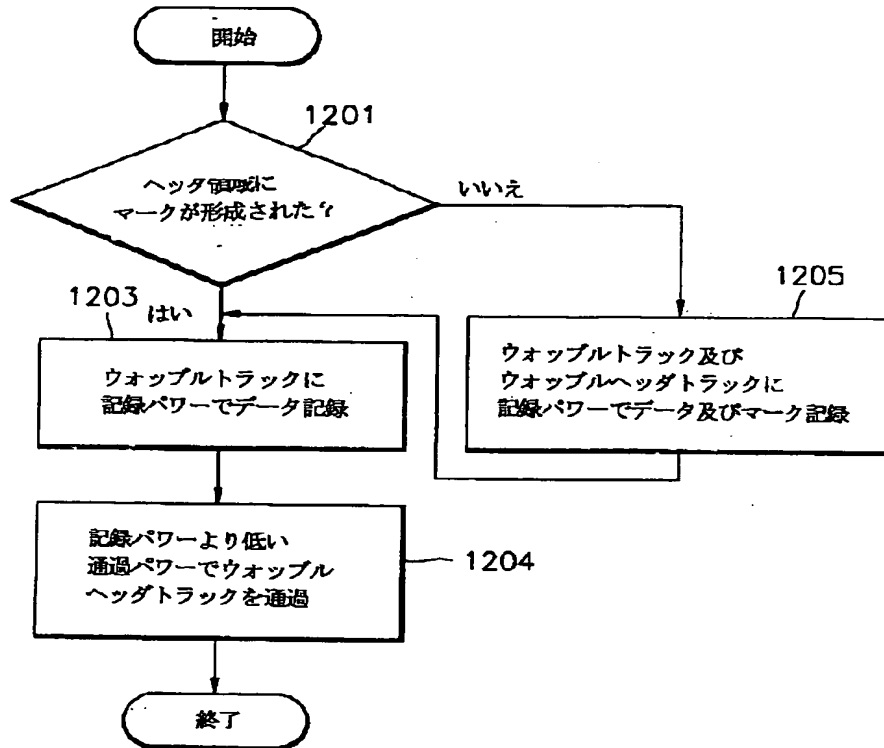 開始
1201
ヘッダ領域に
マークが形成された?
いいえ
はい
1203
ウォッブルトラックに
記録パワーでデータ記録
1205
ウォッブルトラック及び
ウォッブルヘッダトラックに
記録パワーでデータ及びマーク記録
記録パワーより低い
通過パワーでウォッブル
ヘッダトラックを通過
1204
終了